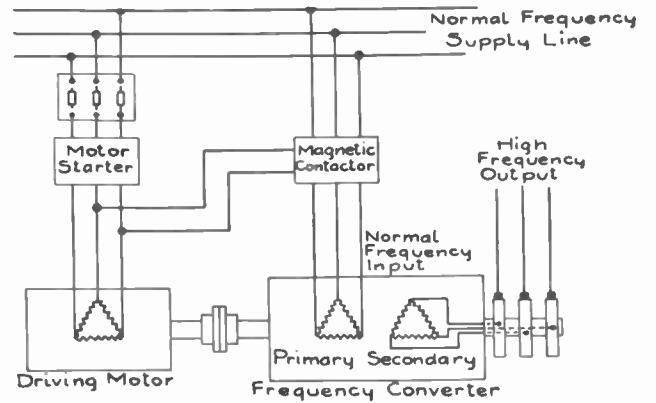 Normal Frequency
Supply Line
Motor
Starter
Magnetic
Contactor
High
Frequency
Output
Normal
Frequency
Input
Primary Secondary
Driving Motor
Frequency Converter